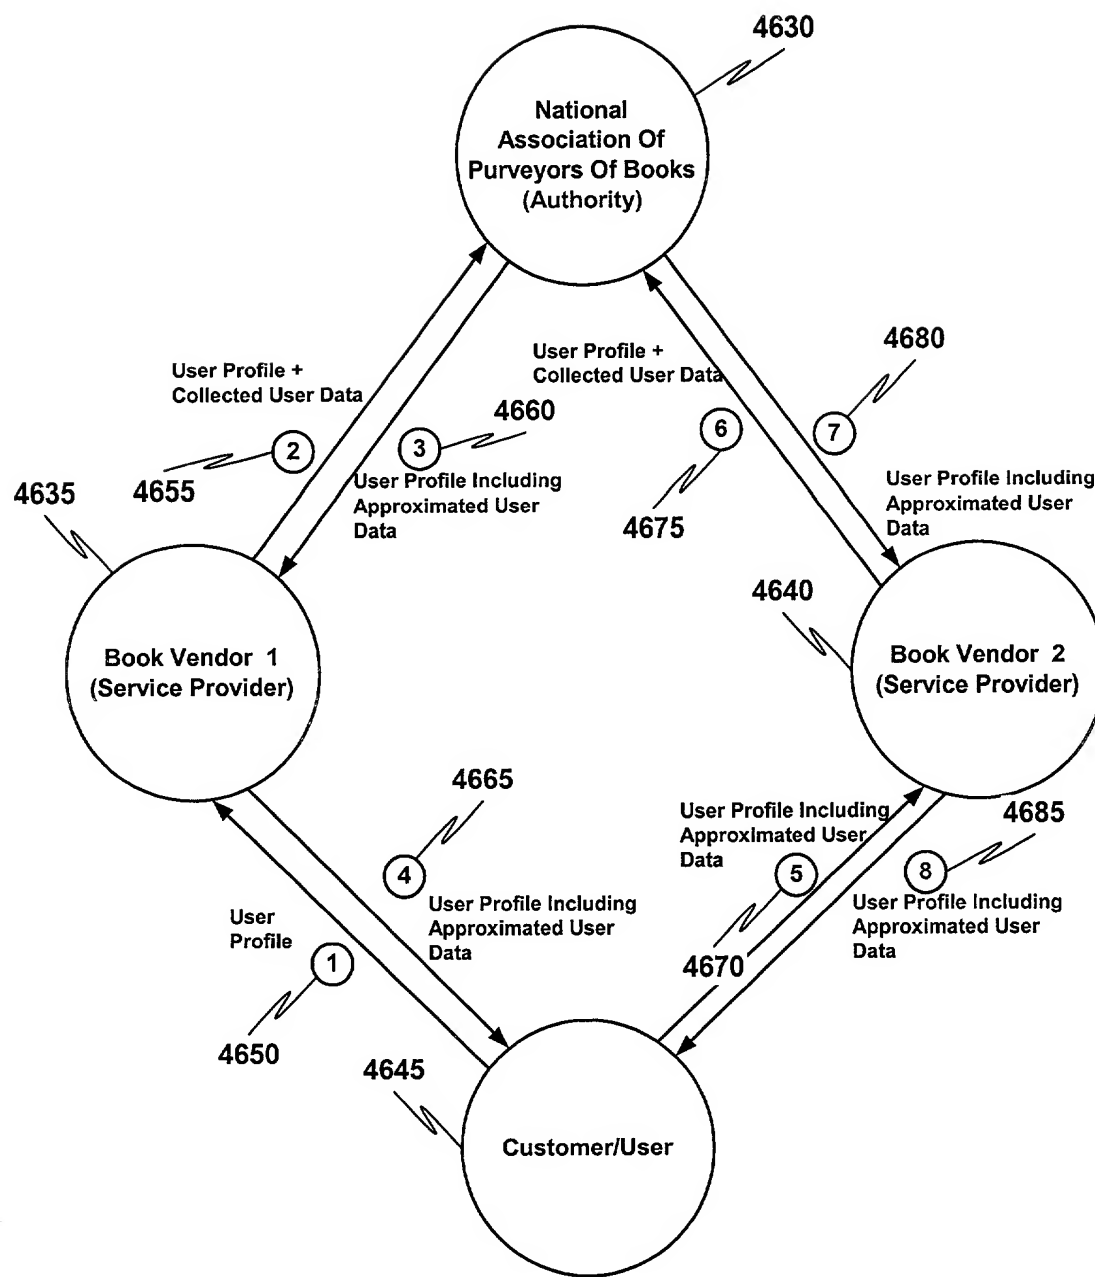 4630
National
Association Of
Purveyors Of Books
(Authority)
User Profile +
Collected User Data
2
4655
3
4660
User Profile Including
Approximated User
Data
User Profile +
Collected User Data
6
4675
7
4680
User Profile Including
Approximated User
Data
4635
Book Vendor 1
(Service Provider)
4640
Book Vendor 2
(Service Provider)
4665
4
User Profile Including
Approximated User
Data
User
Profile
1
4650
User Profile Including
Approximated User
Data
5
4670
4685
8
User Profile Including
Approximated User
Data
4645
Customer/User